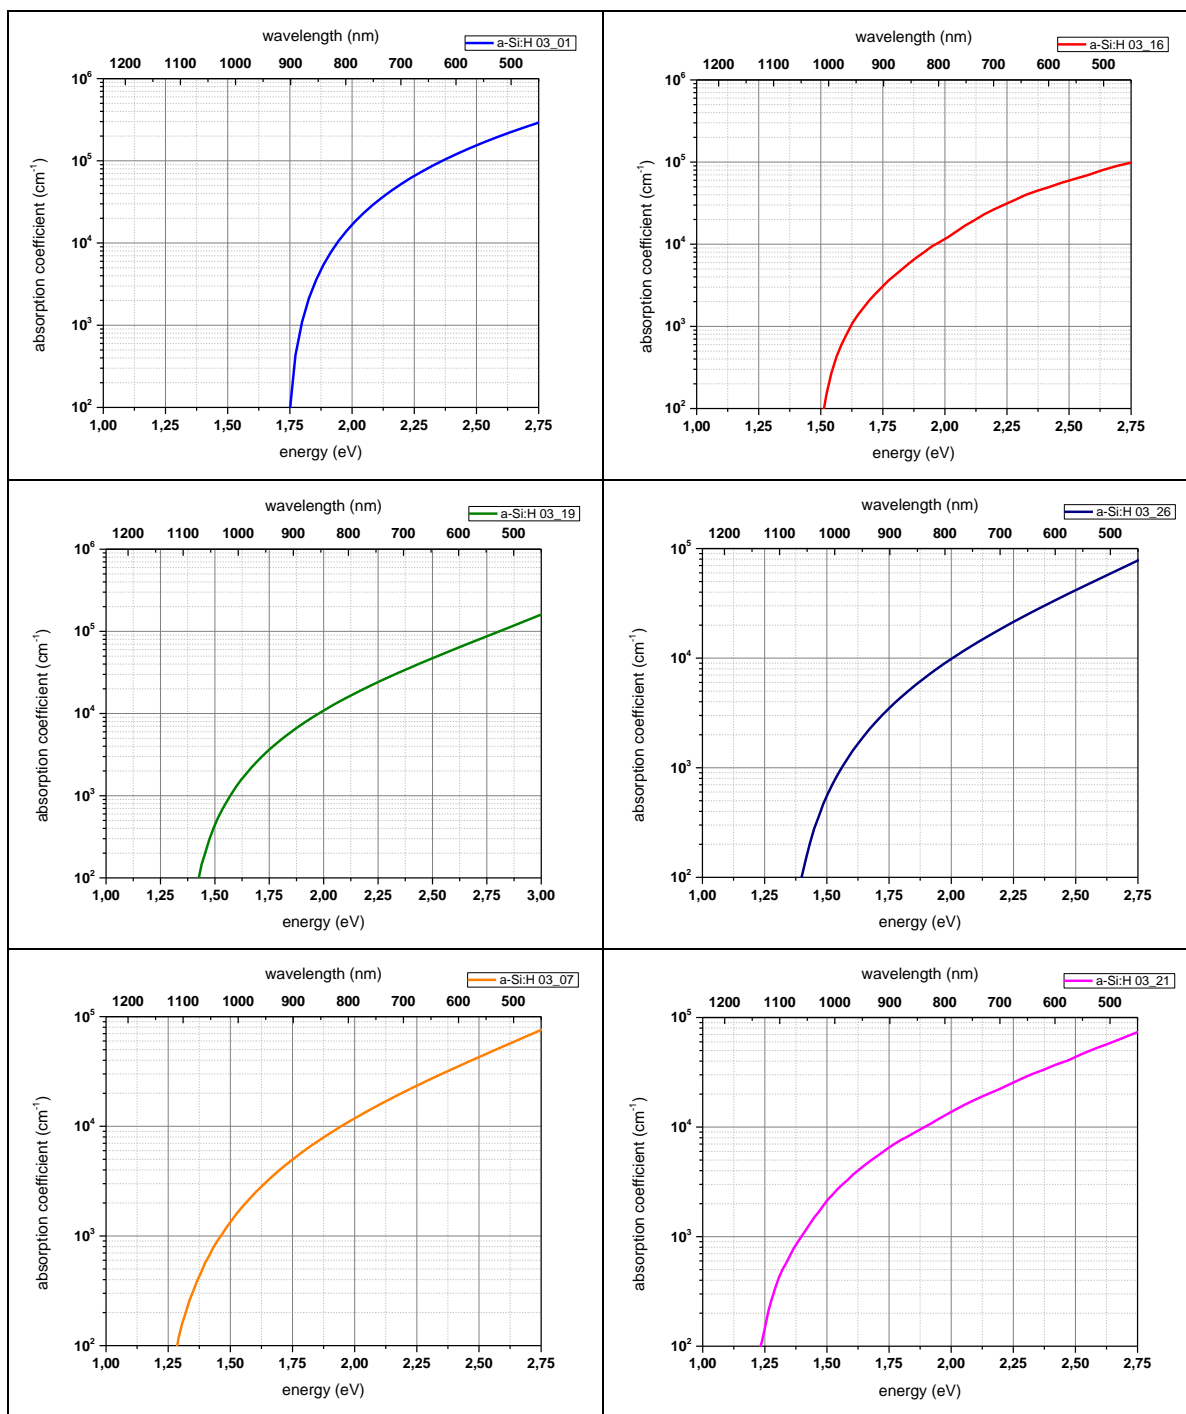 wavelength (nm)
a-Si:H 03_01
1200 1100 1000 900 800 700 600 500
10^6
10^5
10^4
10^3
10^2
absorption coefficient (cm^-1)
1,00 1,25 1,50 1,75 2,00 2,25 2,50 2,75
energy (eV)
wavelength (nm)
a-Si:H 03_16
1200 1100 1000 900 800 700 600 500
10^6
10^5
10^4
10^3
10^2
absorption coefficient (cm^-1)
1,00 1,25 1,50 1,75 2,00 2,25 2,50 2,75
energy (eV)
wavelength (nm)
a-Si:H 03_19
1200 1100 1000 900 800 700 600 500
10^6
10^5
10^4
10^3
10^2
absorption coefficient (cm^-1)
1,00 1,25 1,50 1,75 2,00 2,25 2,50 2,75 3,00
energy (eV)
wavelength (nm)
a-Si:H 03_26
1200 1100 1000 900 800 700 600 500
10^5
10^4
10^3
10^2
absorption coefficient (cm^-1)
1,00 1,25 1,50 1,75 2,00 2,25 2,50 2,75
energy (eV)
wavelength (nm)
a-Si:H 03_07
1200 1100 1000 900 800 700 600 500
10^5
10^4
10^3
10^2
absorption coefficient (cm^-1)
1,00 1,25 1,50 1,75 2,00 2,25 2,50 2,75
energy (eV)
wavelength (nm)
a-Si:H 03_21
1200 1100 1000 900 800 700 600 500
10^5
10^4
10^3
10^2
absorption coefficient (cm^-1)
1,00 1,25 1,50 1,75 2,00 2,25 2,50 2,75
energy (eV)